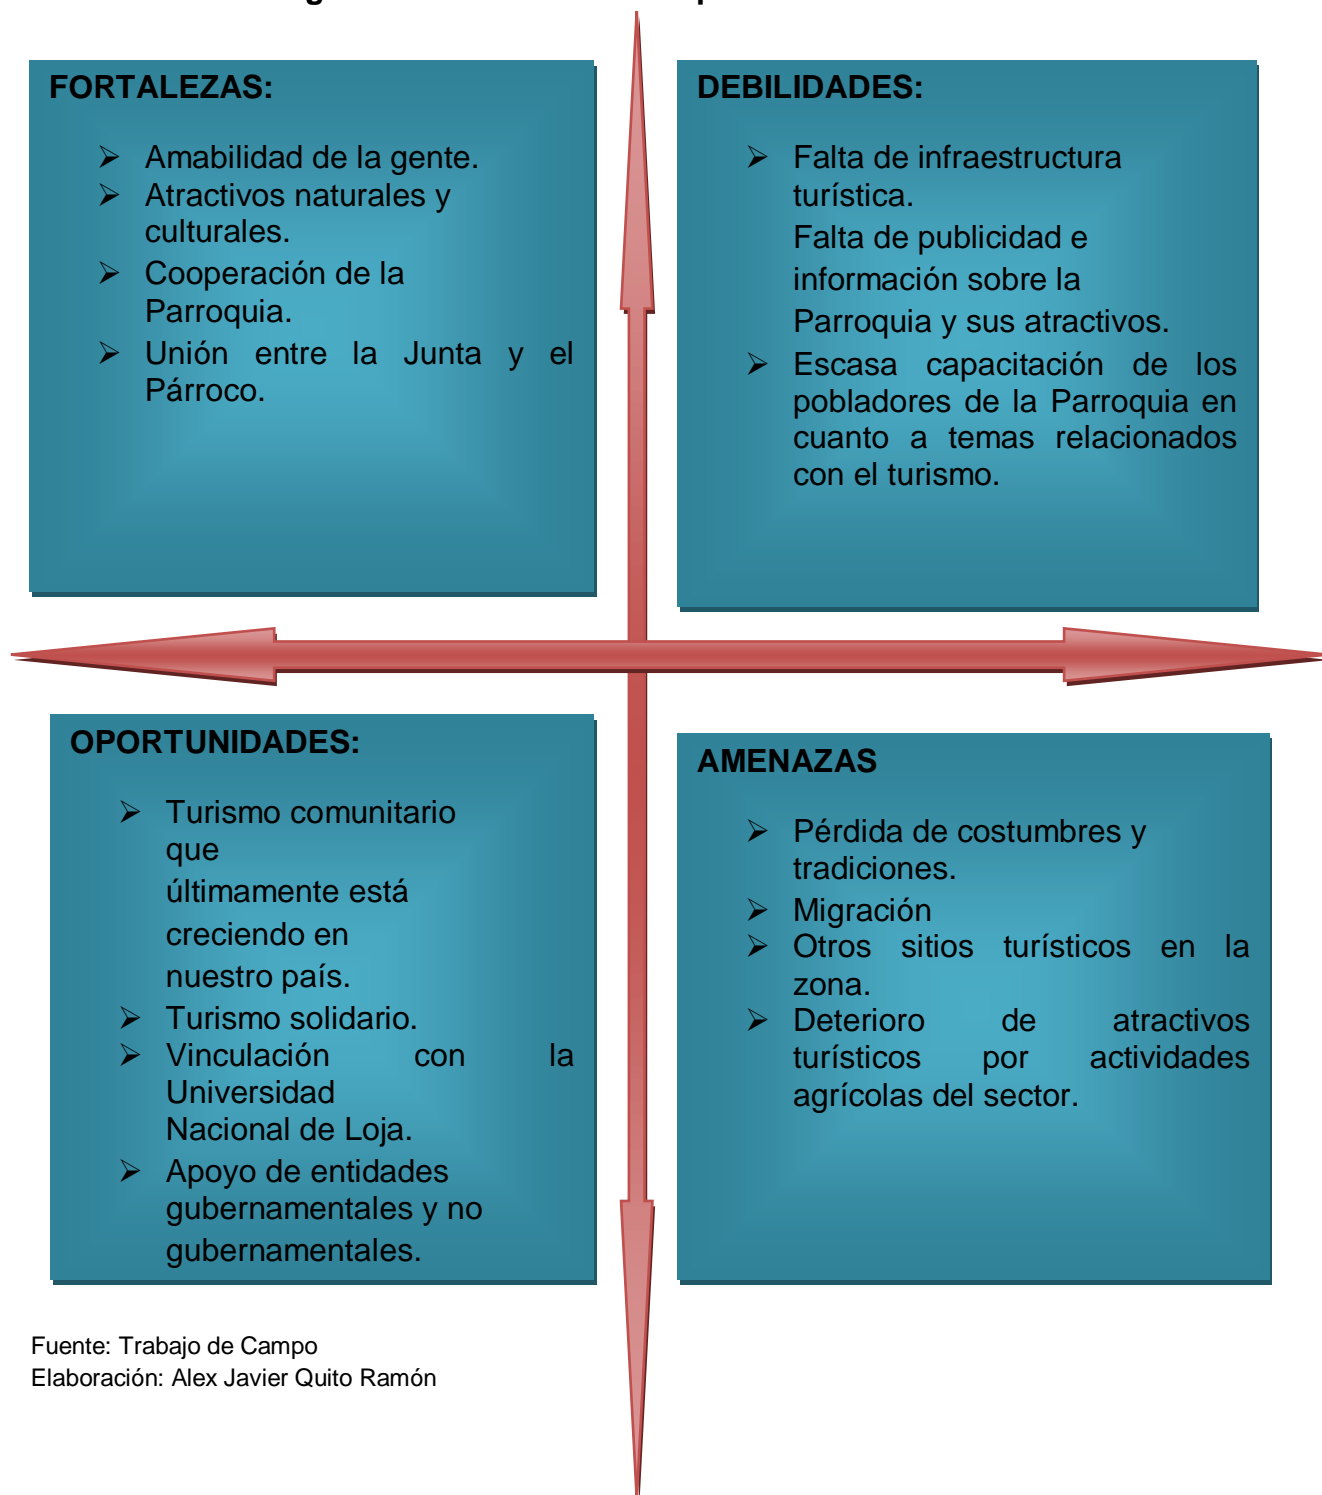 FORTALEZAS:
➢ Amabilidad de la gente.
➢ Atractivos naturales y
culturales.
➢ Cooperación de la
Parroquia.
➢ Unión entre la Junta y el
Párroco.
DEBILIDADES:
➢ Falta de infraestructura
turística.
Falta de publicidad e
información sobre la
Parroquia y sus atractivos.
➢ Escasa capacitación de los
pobladores de la Parroquia en
cuanto a temas relacionados
con el turismo.
OPORTUNIDADES:
➢ Turismo comunitario
que
últimamente está
creciendo en
nuestro país.
➢ Turismo solidario.
➢ Vinculación con la
Universidad
Nacional de Loja.
➢ Apoyo de entidades
gubernamentales y no
gubernamentales.
AMENAZAS
➢ Pérdida de costumbres y
tradiciones.
➢ Migración
➢ Otros sitios turísticos en la
zona.
➢ Deterioro de atractivos
turísticos por actividades
agrícolas del sector.
Fuente: Trabajo de Campo
Elaboración: Alex Javier Quito Ramón